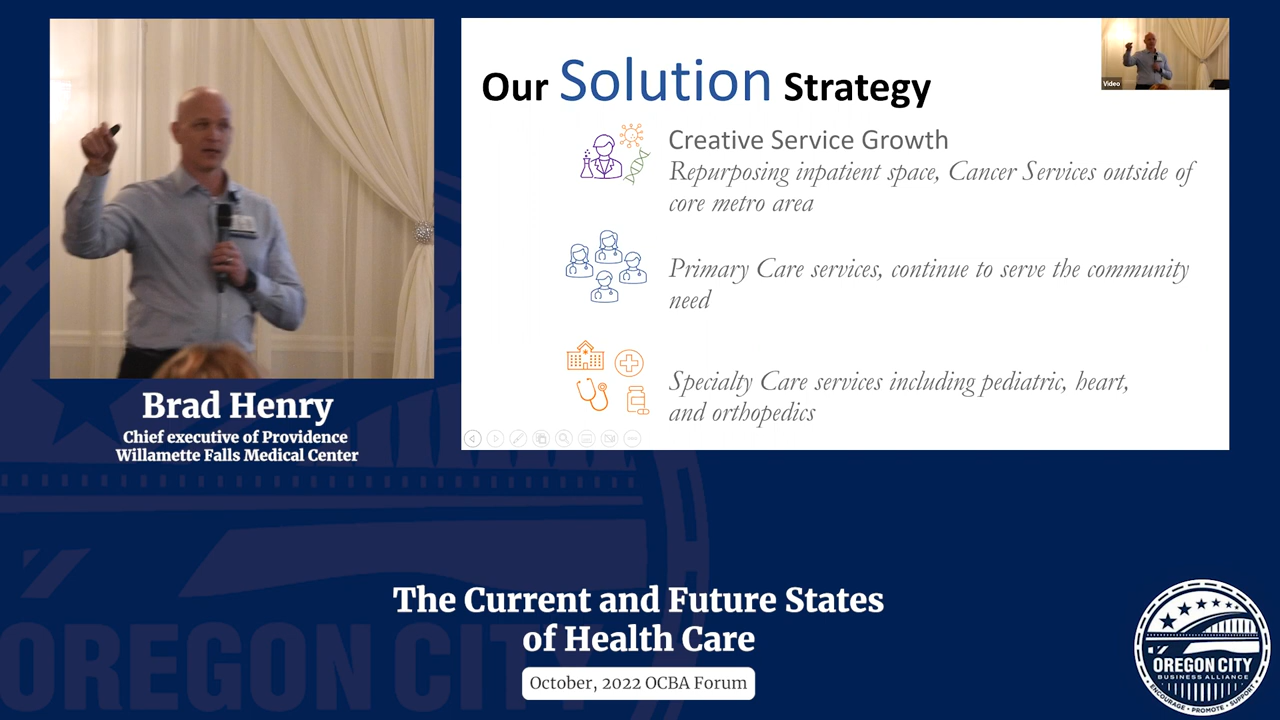 Our Solution Strategy
Video
Creative Service Growth
Repurposing inpatient space, Cancer Services outside of
core metro area
Primary Care services, continue to serve the community
need
Specialty Care services including pediatric, heart,
and orthopedics
Brad Henry
Chief executive of Providence
Willamette Falls Medical Center
The Current and Future States
of Health Care
October, 2022 OCBA Forum
OREGON CITY
BUSINESS ALLIANCE
ENCOURAGE • PROMOTE • SUPPORT
OREGON C